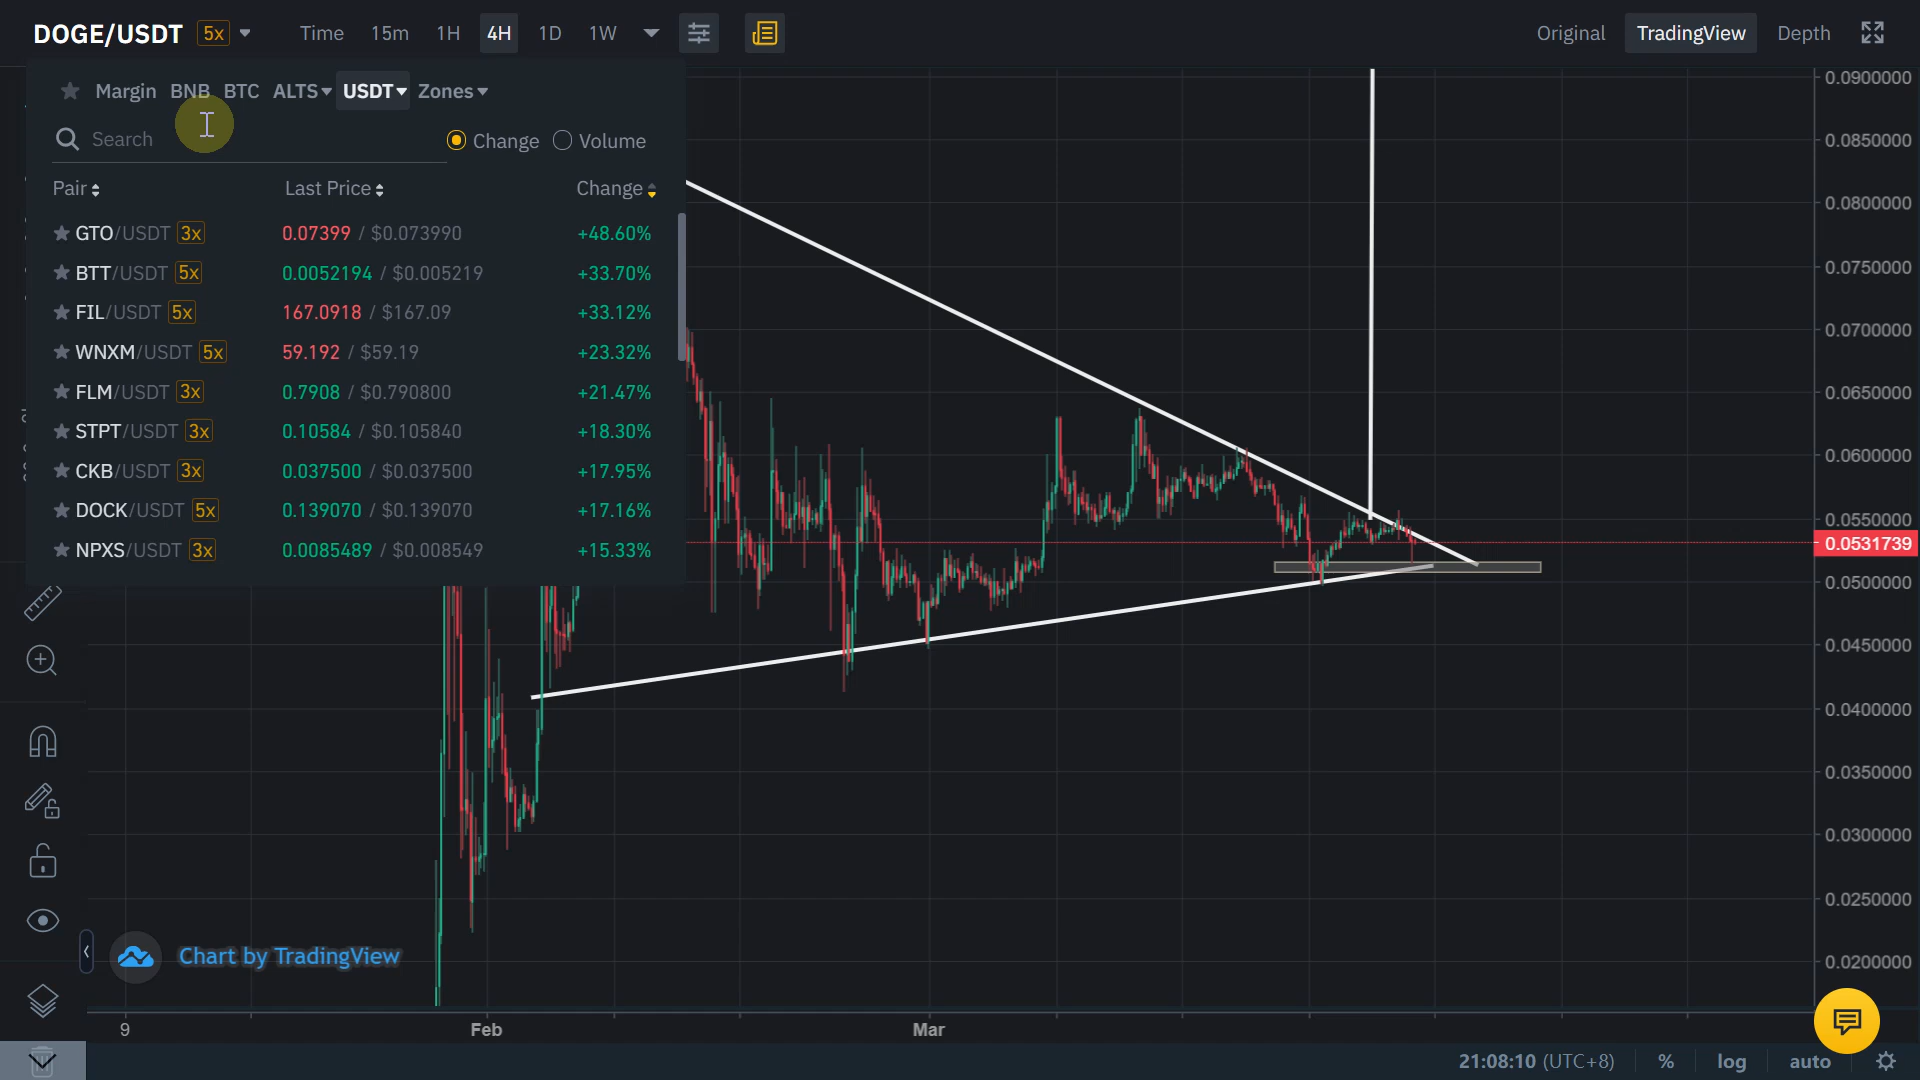 DOGE/USDT 5x Time 15m 1H 4H 1D 1W Original TradingView Depth
Margin BNB BTC ALTS USDT Zones
Search Change Volume
Pair Last Price Change
GTO/USDT 3x 0.07399 / $0.073990 +48.60%
BTT/USDT 5x 0.0052194 / $0.005219 +33.70%
FIL/USDT 5x 167.0918 / $167.09 +33.12%
WNXM/USDT 5x 59.192 / $59.19 +23.32%
FLM/USDT 3x 0.7908 / $0.790800 +21.47%
STPT/USDT 3x 0.10584 / $0.105840 +18.30%
CKB/USDT 3x 0.037500 / $0.037500 +17.95%
DOCK/USDT 5x 0.139070 / $0.139070 +17.16%
NPXS/USDT 3x 0.0085489 / $0.008549 +15.33%
0.0900000
0.0850000
0.0800000
0.0750000
0.0700000
0.0650000
0.0600000
0.0550000
0.0531739
0.0500000
0.0450000
0.0400000
0.0350000
0.0300000
0.0250000
0.0200000
Chart by TradingView
9 Feb Mar
21:08:10 (UTC+8) % log auto